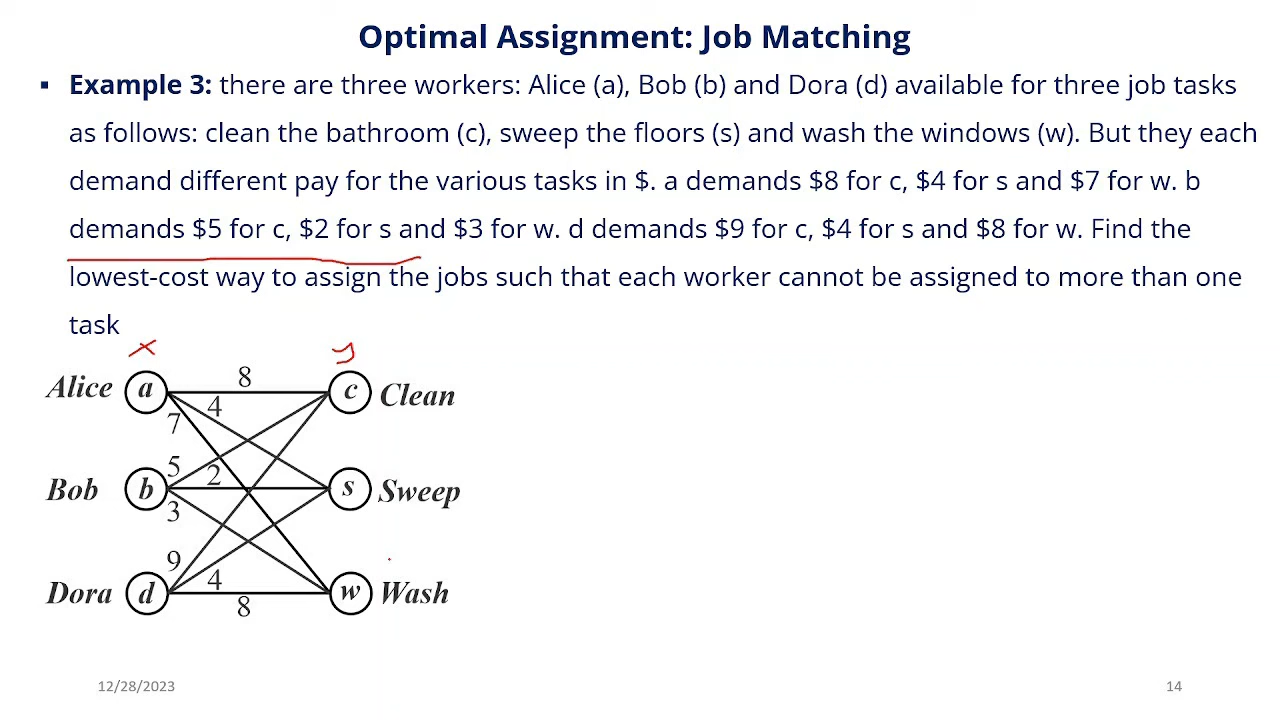 Optimal Assignment: Job Matching
▪ Example 3: there are three workers: Alice (a), Bob (b) and Dora (d) available for three job tasks
as follows: clean the bathroom (c), sweep the floors (s) and wash the windows (w). But they each
demand different pay for the various tasks in $. a demands $8 for c, $4 for s and $7 for w. b
demands $5 for c, $2 for s and $3 for w. d demands $9 for c, $4 for s and $8 for w. Find the
lowest-cost way to assign the jobs such that each worker cannot be assigned to more than one
task
x y
Alice a 8 c Clean
4
7
5 2
Bob b s Sweep
3
9
4
Dora d w Wash
8
12/28/2023 14